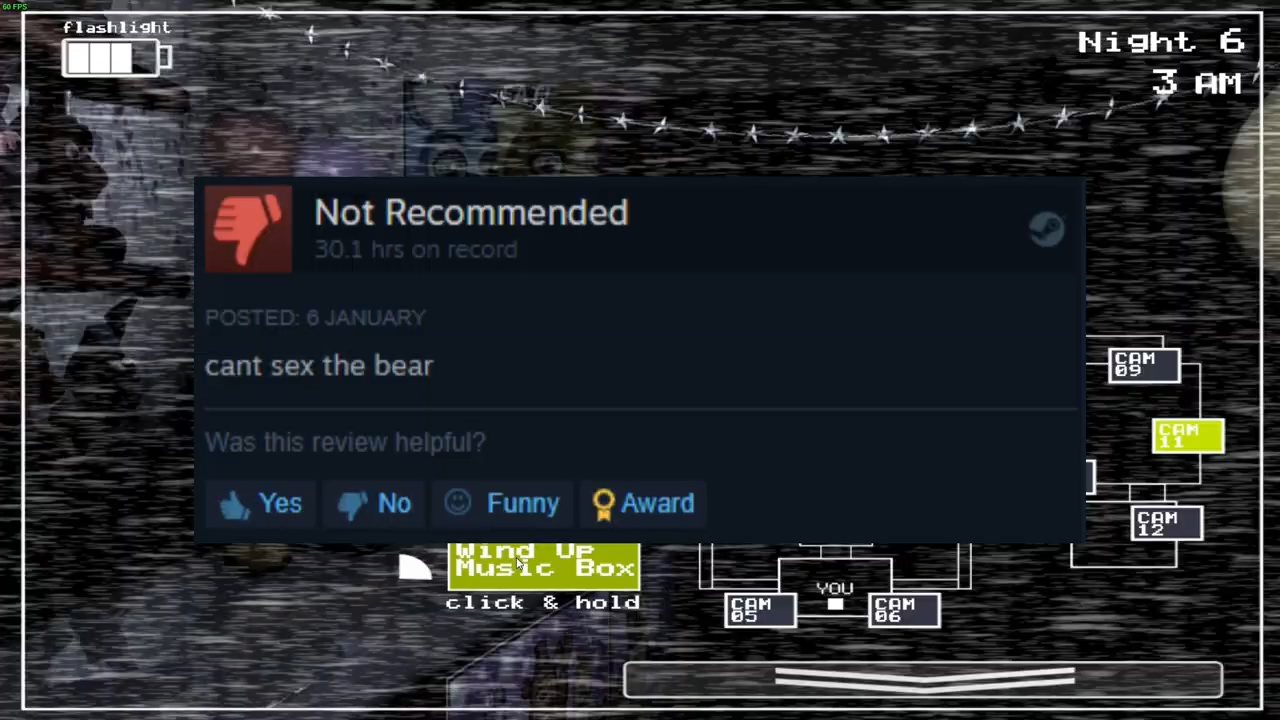 60 FPS
flashlight
Night 6
3 AM
Not Recommended
30.1 hrs on record
POSTED: 6 JANUARY
cant sex the bear
Was this review helpful?
Yes
No
Funny
Award
CAM
09
CAM
11
CAM
12
Wind Up
Music Box
click & hold
YOU
CAM
05
CAM
06